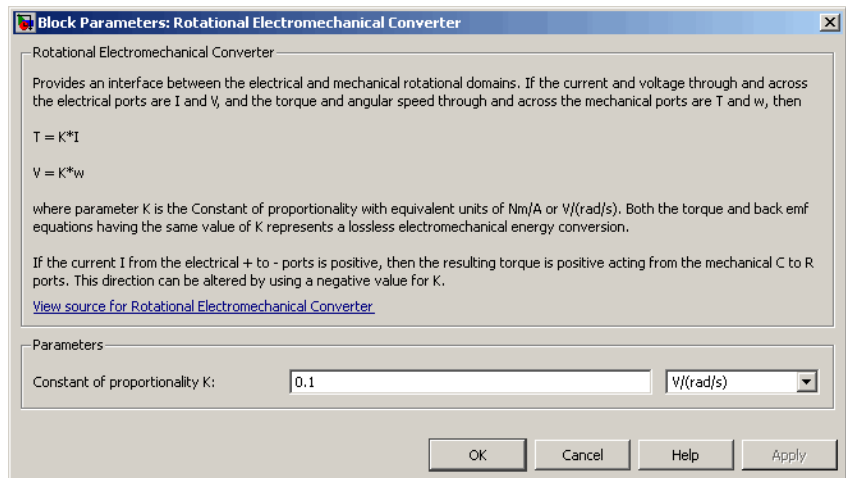 Block Parameters: Rotational Electromechanical Converter
Rotational Electromechanical Converter
Provides an interface between the electrical and mechanical rotational domains. If the current and voltage through and across
the electrical ports are I and V, and the torque and angular speed through and across the mechanical ports are T and w, then
T = K*I
V = K*w
where parameter K is the Constant of proportionality with equivalent units of Nm/A or V/(rad/s). Both the torque and back emf
equations having the same value of K represents a lossless electromechanical energy conversion.
If the current I from the electrical + to - ports is positive, then the resulting torque is positive acting from the mechanical C to R
ports. This direction can be altered by using a negative value for K.
View source for Rotational Electromechanical Converter
Parameters
Constant of proportionality K: 0.1 V/(rad/s)
OK Cancel Help Apply